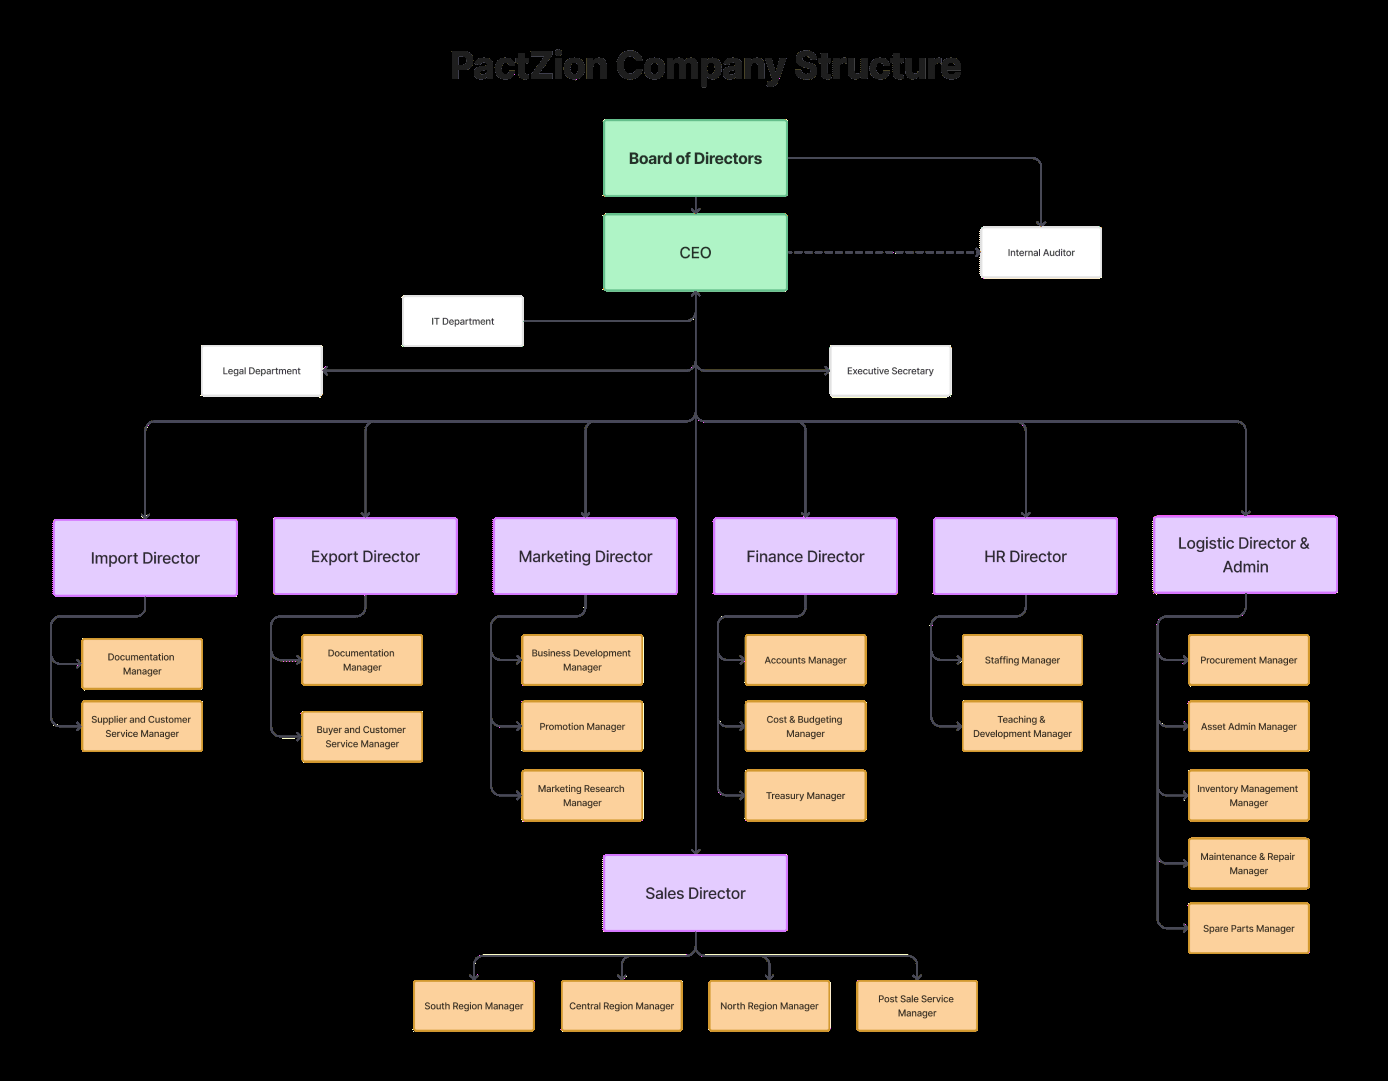 PactZion Company Structure
Board of Directors
CEO
Internal Auditor
IT Department
Legal Department
Executive Secretary
Import Director
Export Director
Marketing Director
Finance Director
HR Director
Logistic Director &
Admin
Documentation
Manager
Supplier and Customer
Service Manager
Documentation
Manager
Buyer and Customer
Service Manager
Business Development
Manager
Promotion Manager
Marketing Research
Manager
Accounts Manager
Cost & Budgeting
Manager
Treasury Manager
Staffing Manager
Teaching &
Development Manager
Procurement Manager
Asset Admin Manager
Inventory Management
Manager
Maintenance & Repair
Manager
Spare Parts Manager
Sales Director
South Region Manager
Central Region Manager
North Region Manager
Post Sale Service
Manager